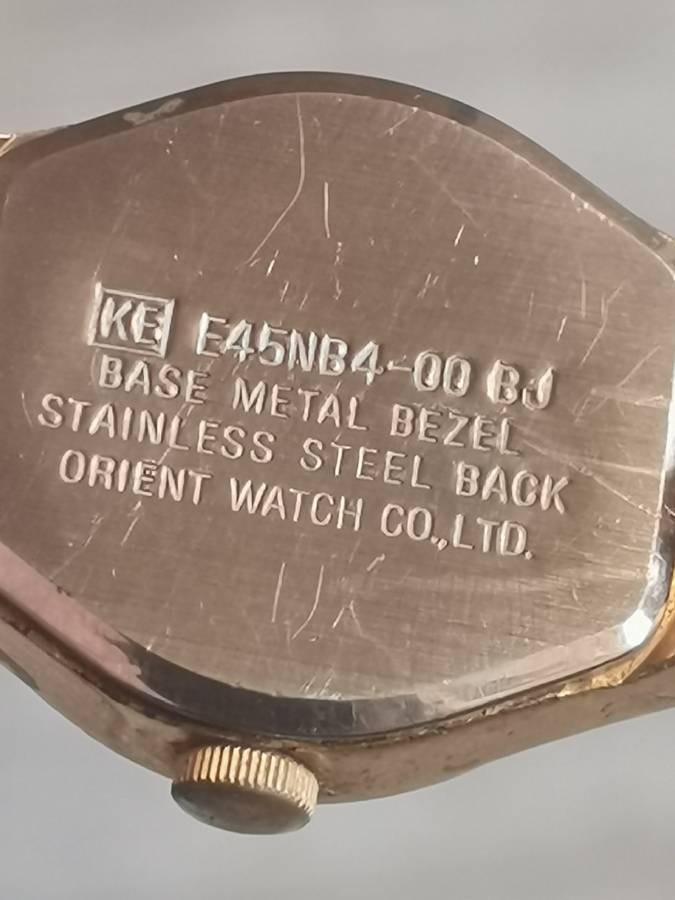 KE E45NB4-00 BJ
BASE METAL BEZEL
STAINLESS STEEL BACK
ORIENT WATCH CO.,LTD.